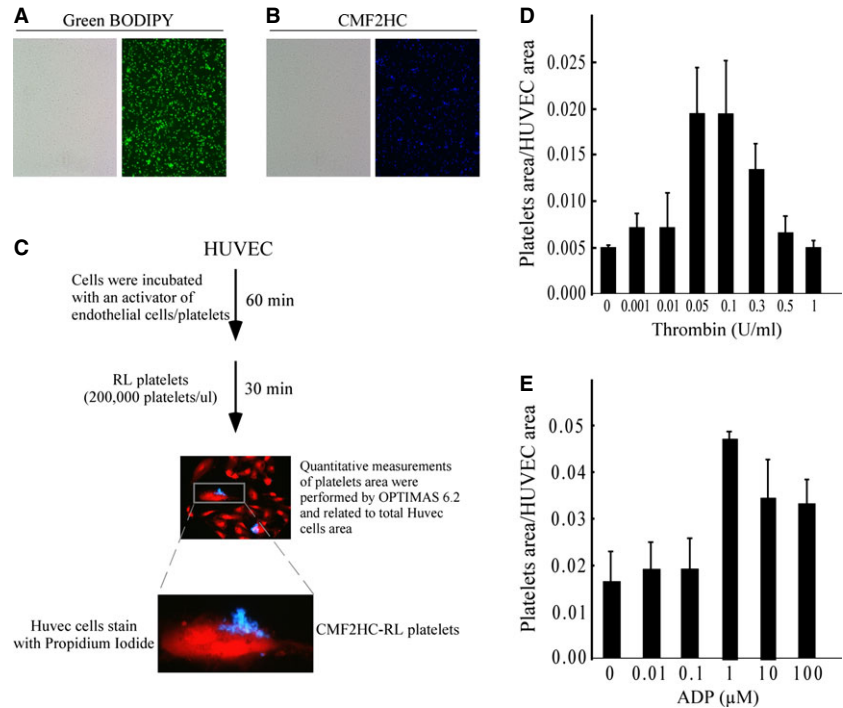 A
Green BODIPY
B
CMF2HC
C
HUVEC
Cells were incubated
with an activator of
endothelial cells/platelets
60 min
RL platelets
(200,000 platelets/ul)
30 min
Quantitative measurements
of platelets area were
performed by OPTIMAS 6.2
and related to total Huvec
cells area
Huvec cells stain
with Propidium Iodide
CMF2HC-RL platelets
D
Platelets area/HUVEC area
0.025
0.020
0.015
0.010
0.005
0.000
0 0.001 0.01 0.05 0.1 0.3 0.5 1
Thrombin (U/ml)
E
Platelets area/HUVEC area
0.05
0.04
0.03
0.02
0.01
0.00
0 0.01 0.1 1 10 100
ADP (µM)